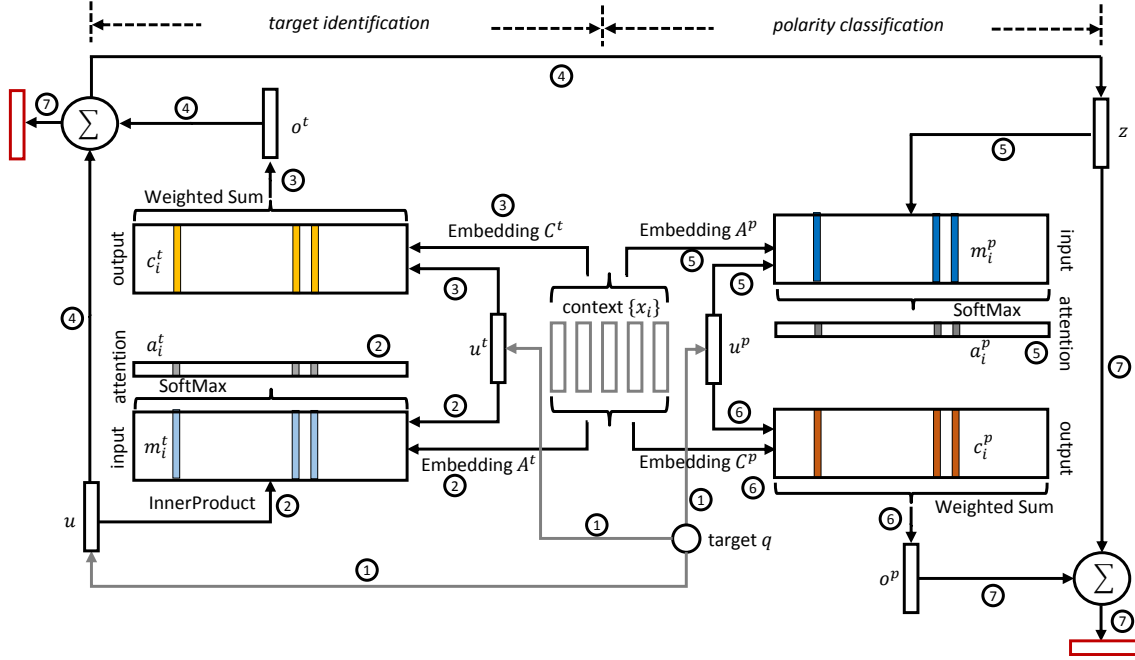 target identification
polarity classification
④
⑦
④
∑
o^t
z
⑤
③
Weighted Sum
③
Embedding C^t
Embedding A^p
⑤
output
c_i^t
m_i^p
input
③
⑤
context {x_i}
SoftMax
④
attention
a_i^t
②
u^t
u^p
a_i^p
⑤
attention
SoftMax
⑦
②
⑥
input
m_i^t
c_i^p
output
Embedding A^t
Embedding C^p
②
⑥
InnerProduct
②
①
Weighted Sum
u
⑥
①
target q
①
o^p
⑦
∑
⑦